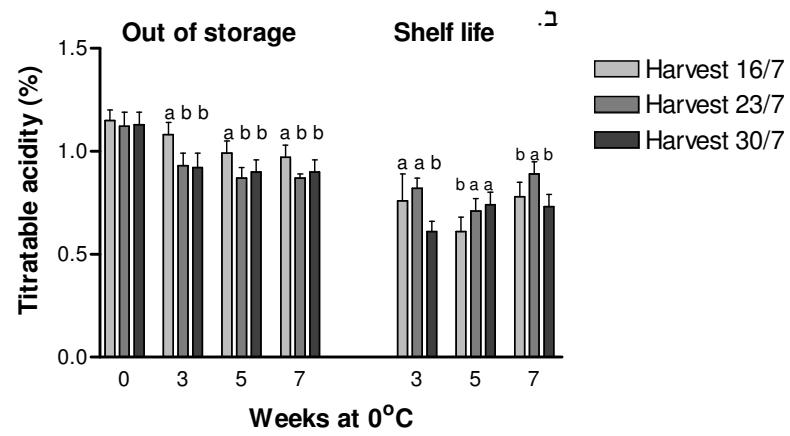 ב.
Out of storage Shelf life
Titratable acidity (%)
1.5
1.0
0.5
0.0
a b b
a b b
a b b
a a b
b a a
b a b
0 3 5 7 3 5 7
Weeks at 0°C
Harvest 16/7
Harvest 23/7
Harvest 30/7